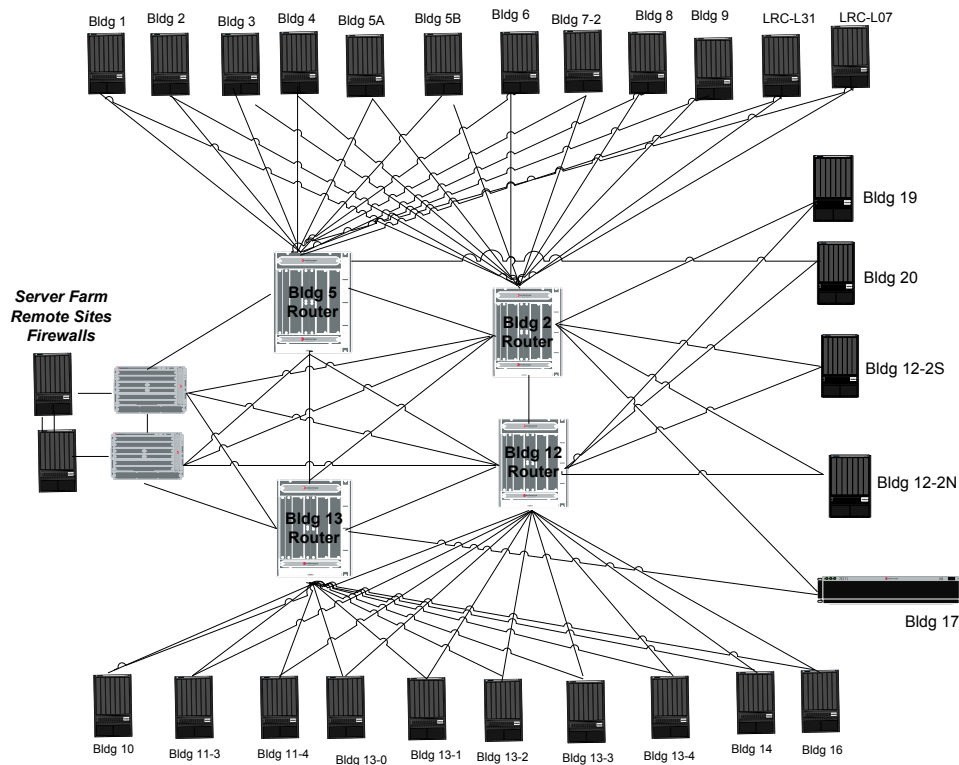 Bldg 1
Bldg 2
Bldg 3
Bldg 4
Bldg 5A
Bldg 5B
Bldg 6
Bldg 7-2
Bldg 8
Bldg 9
LRC-L31
LRC-L07
Bldg 19
Bldg 20
Server Farm
Remote Sites
Firewalls
Bldg 5
Router
Bldg 2
Router
Bldg 12-2S
Bldg 12
Router
Bldg 12-2N
Bldg 13
Router
Bldg 17
Bldg 10
Bldg 11-3
Bldg 11-4
Bldg 13-0
Bldg 13-1
Bldg 13-2
Bldg 13-3
Bldg 13-4
Bldg 14
Bldg 16